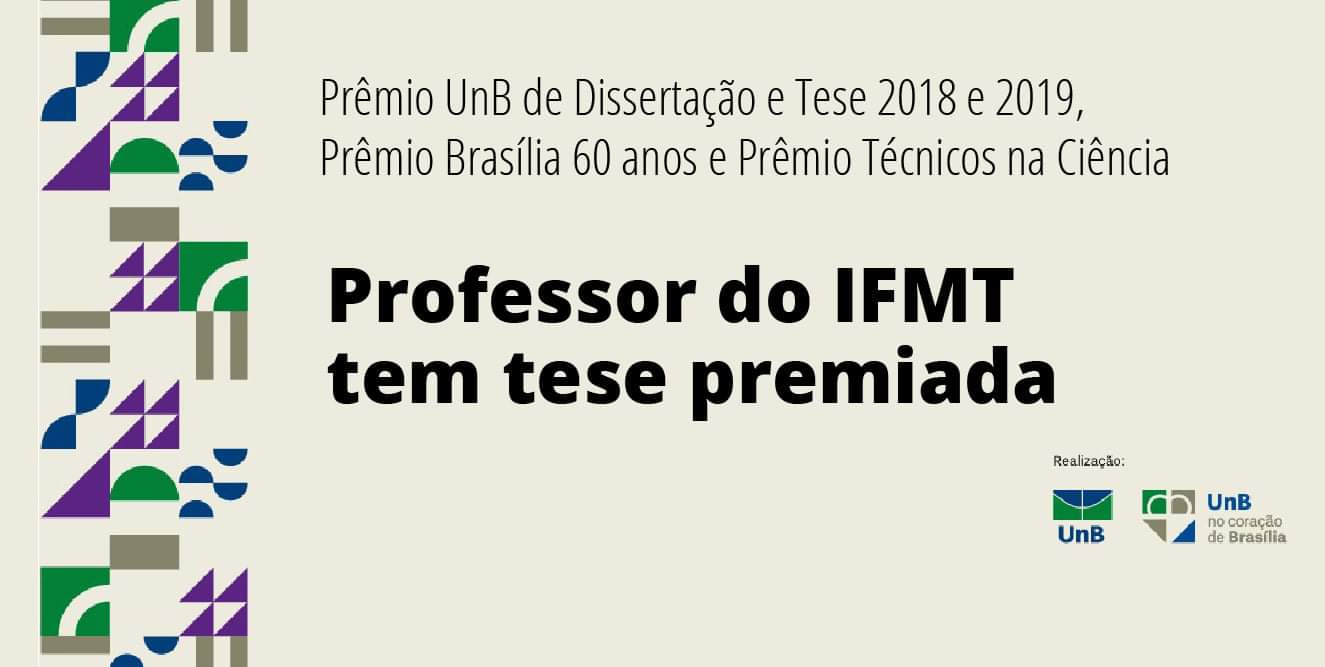 Prêmio UnB de Dissertação e Tese 2018 e 2019,
Prêmio Brasília 60 anos e Prêmio Técnicos na Ciência
Professor do IFMT
tem tese premiada
Realização:
UnB
UnB
no coração
de Brasília